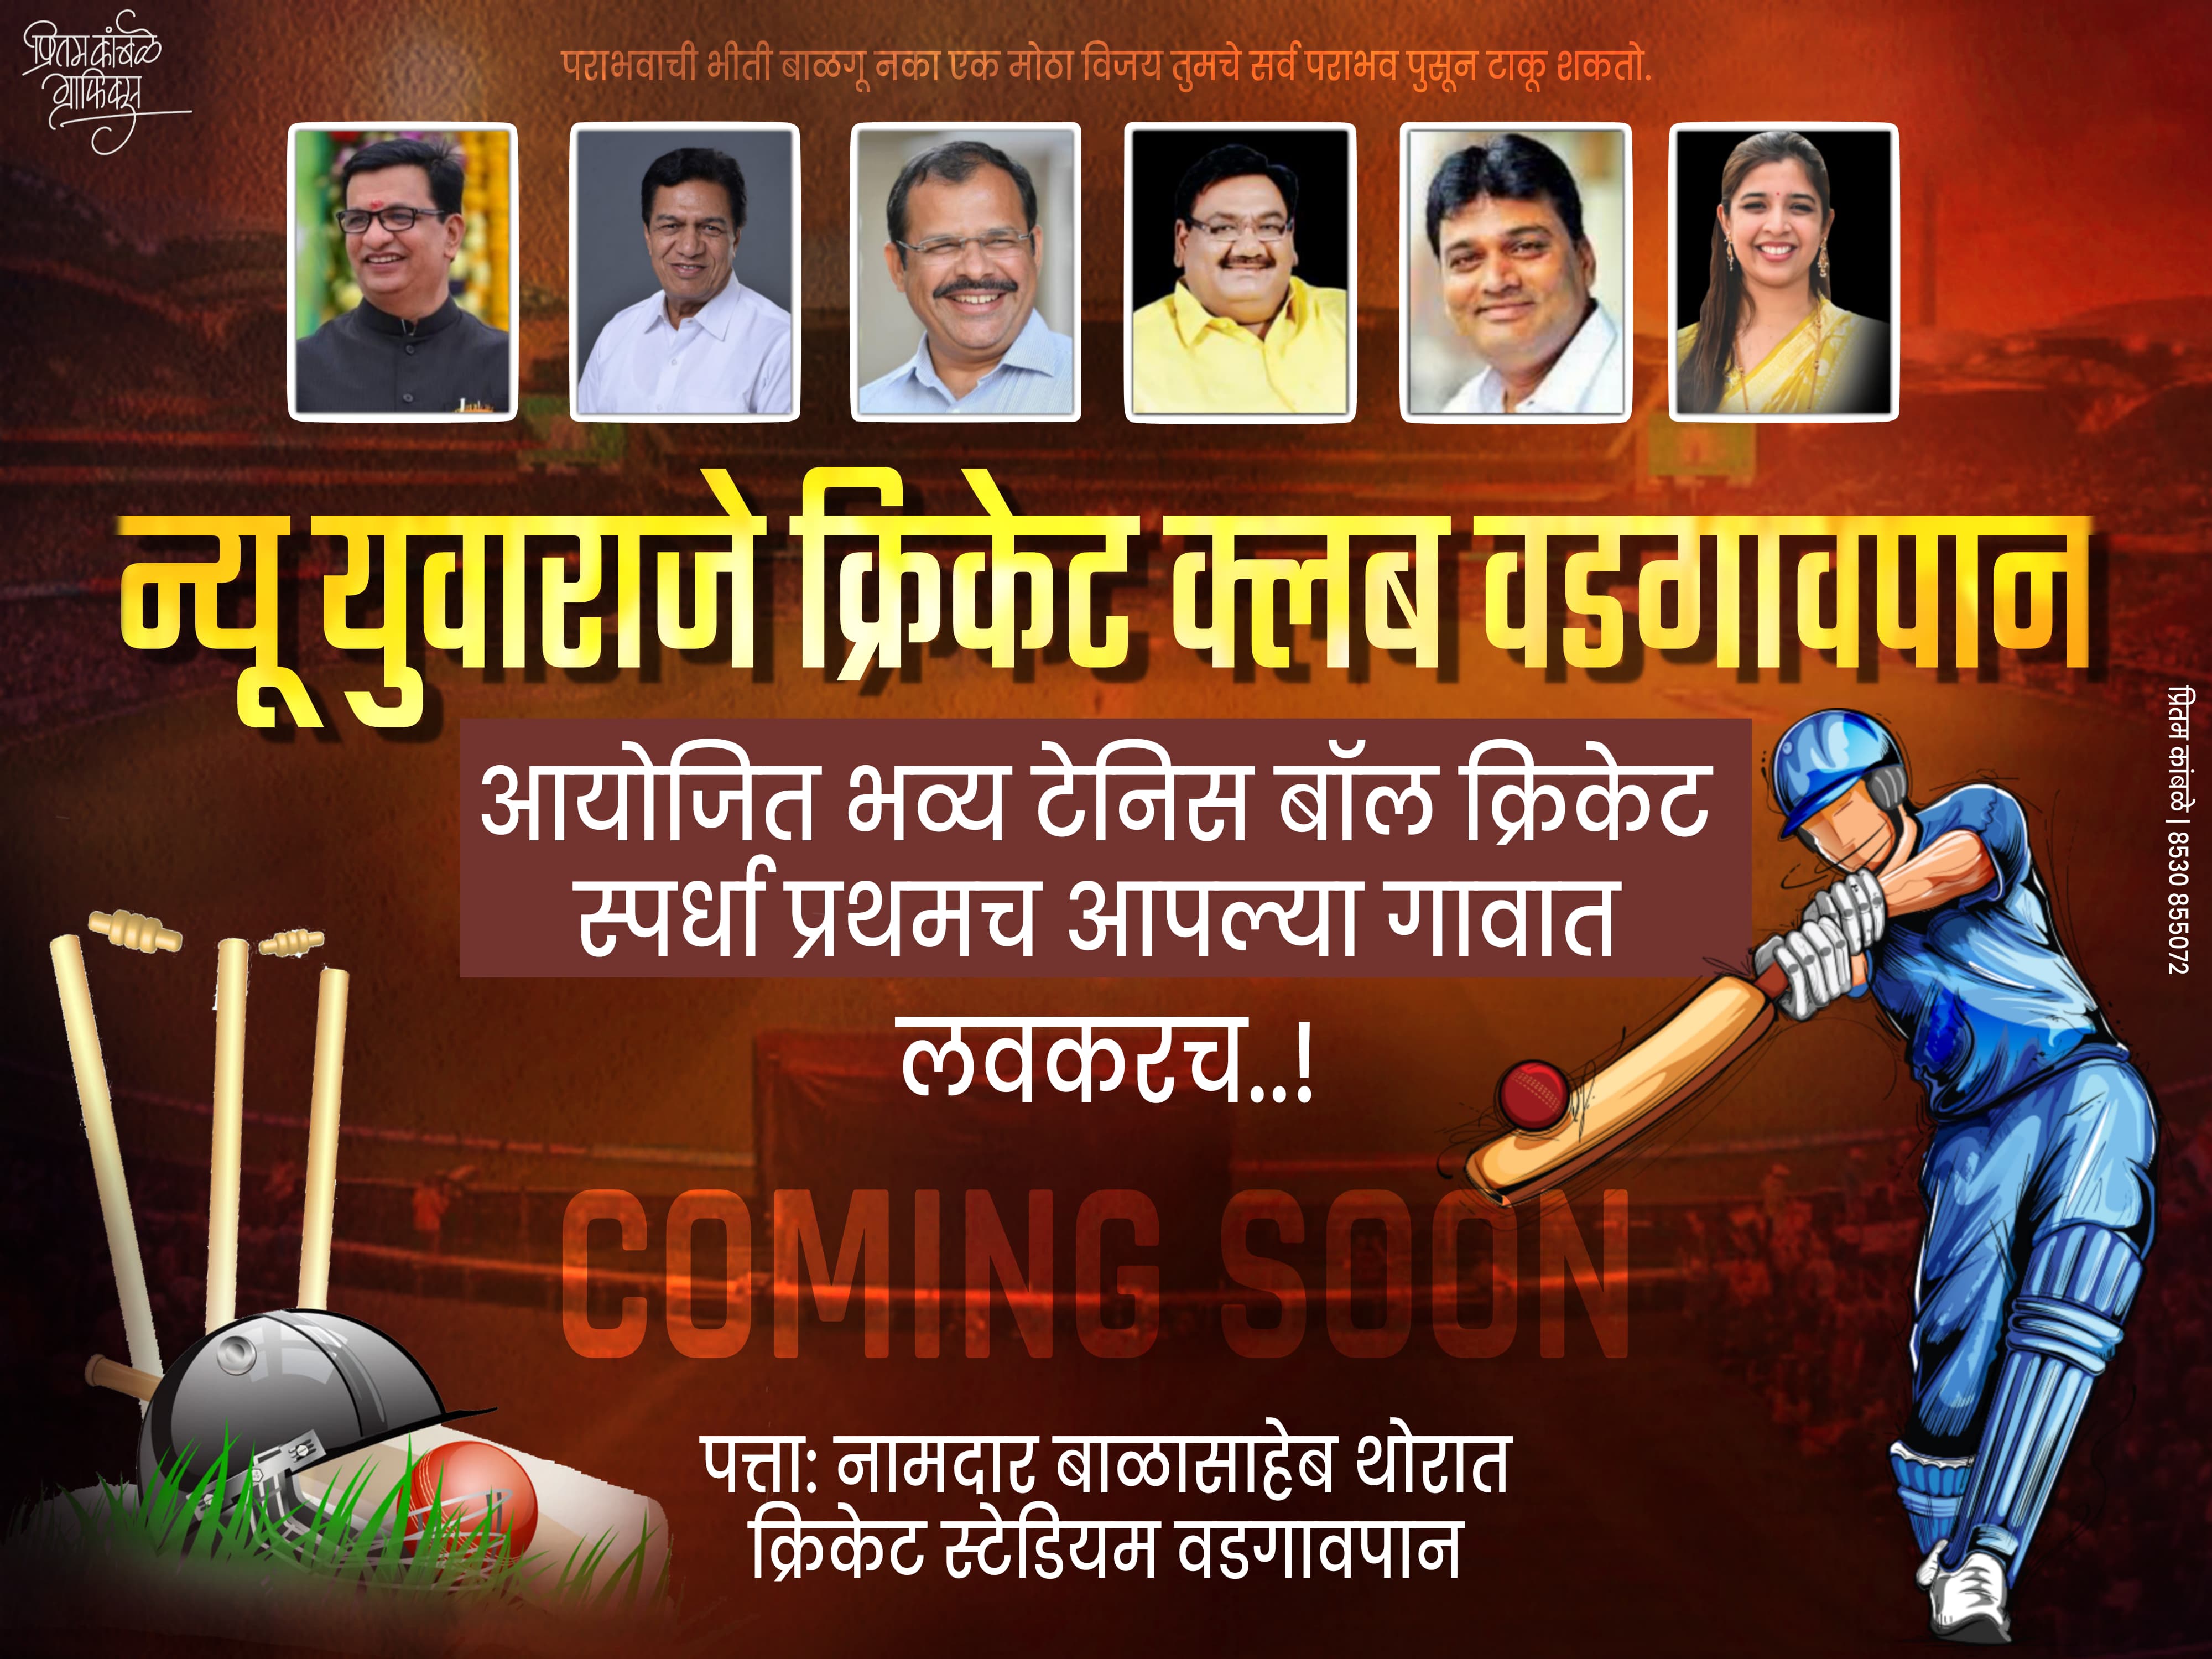 प्रितम कांबळे
ग्राफिक्स
पराभवाची भीती बाळगू नका एक मोठा विजय तुमचे सर्व पराभव पुसून टाकू शकतो.
न्यू युवाराजे क्रिकेट क्लब वडगावपान
आयोजित भव्य टेनिस बॉल क्रिकेट
स्पर्धा प्रथमच आपल्या गावात
लवकरच..!
COMING SOON
पत्ता: नामदार बाळासाहेब थोरात
क्रिकेट स्टेडियम वडगावपान
प्रितम कांबळे | 8530 855072